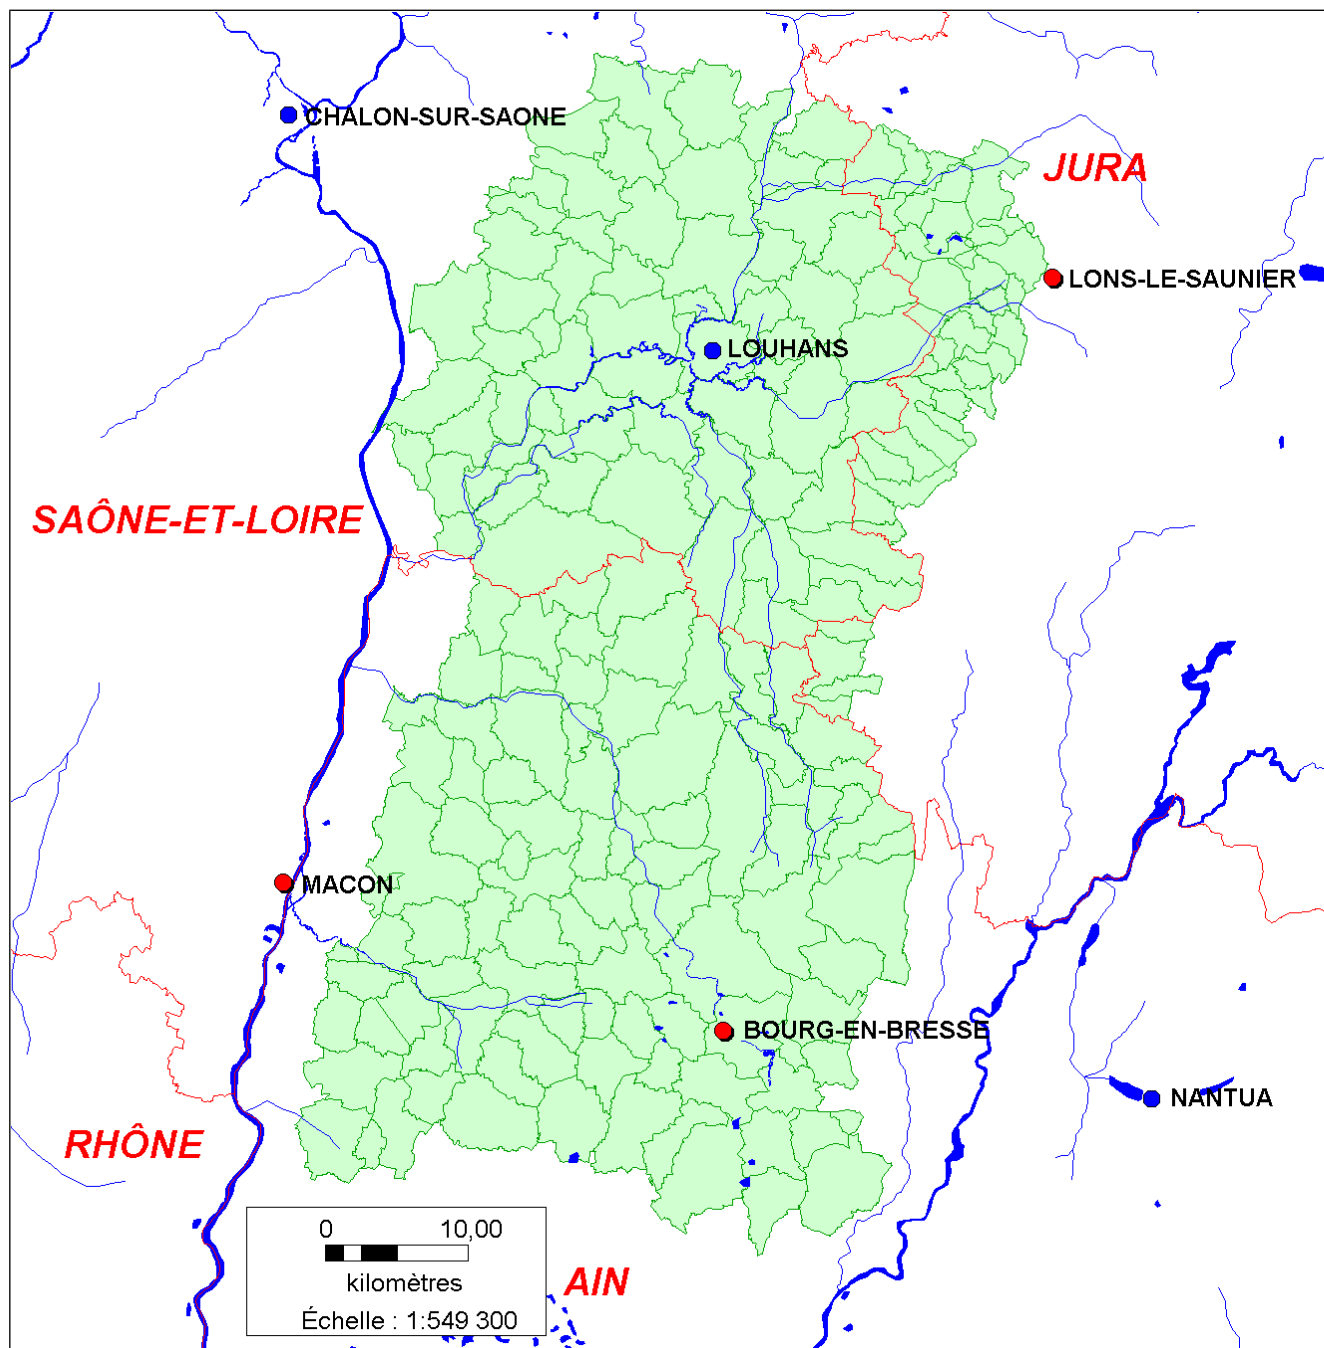 CHALON-SUR-SAONE
JURA
LONS-LE-SAUNIER
LOUHANS
SAÔNE-ET-LOIRE
MACON
BOURG-EN-BRESSE
NANTUA
RHÔNE
AIN
0 10,00
kilomètres
Échelle : 1:549 300